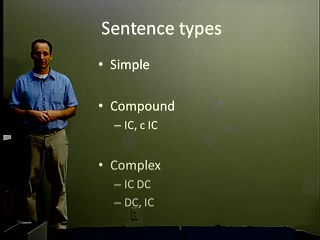 Sentence types
• Simple
• Compound
– IC, c IC
• Complex
– IC DC
– DC, IC